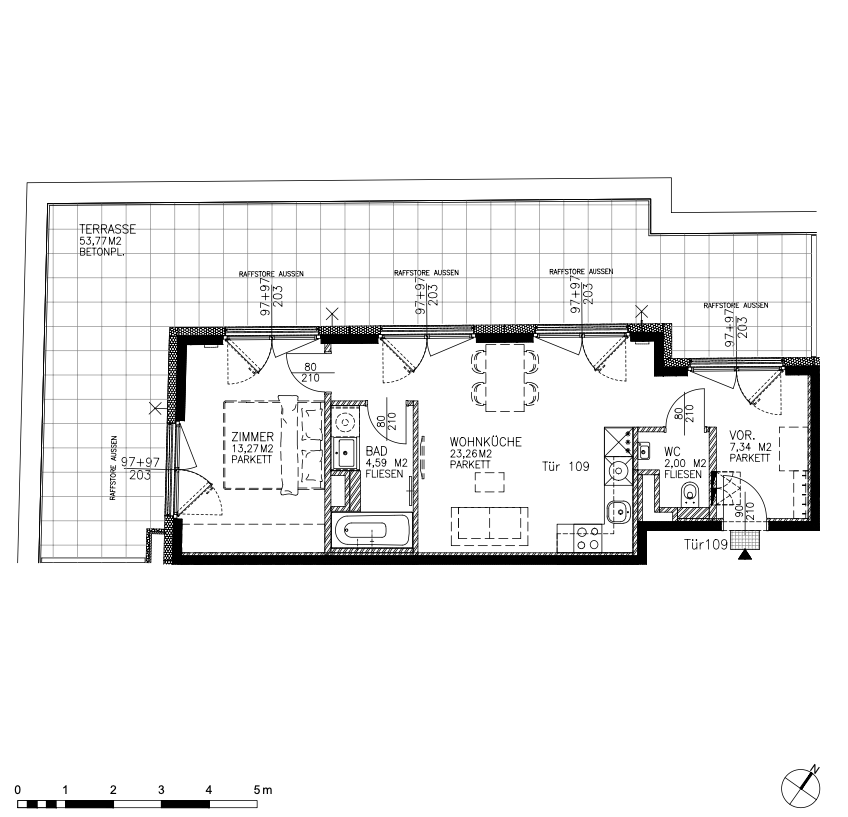 TERRASSE
53,77 M2
BETONPL.
RAFFSTORE AUSSEN
97+97
203
RAFFSTORE AUSSEN
97+97
203
RAFFSTORE AUSSEN
97+97
203
RAFFSTORE AUSSEN
97+97
203
80
210
RAFFSTORE AUSSEN
97+97
203
ZIMMER
13,27 M2
PARKETT
80
210
BAD
4,59 M2
FLIESEN
WOHNKÜCHE
23,26 M2
PARKETT
Tür 109
80
210
WC
2,00 M2
FLIESEN
VOR.
7,34 M2
PARKETT
90
210
Tür109
0 1 2 3 4 5 m
N